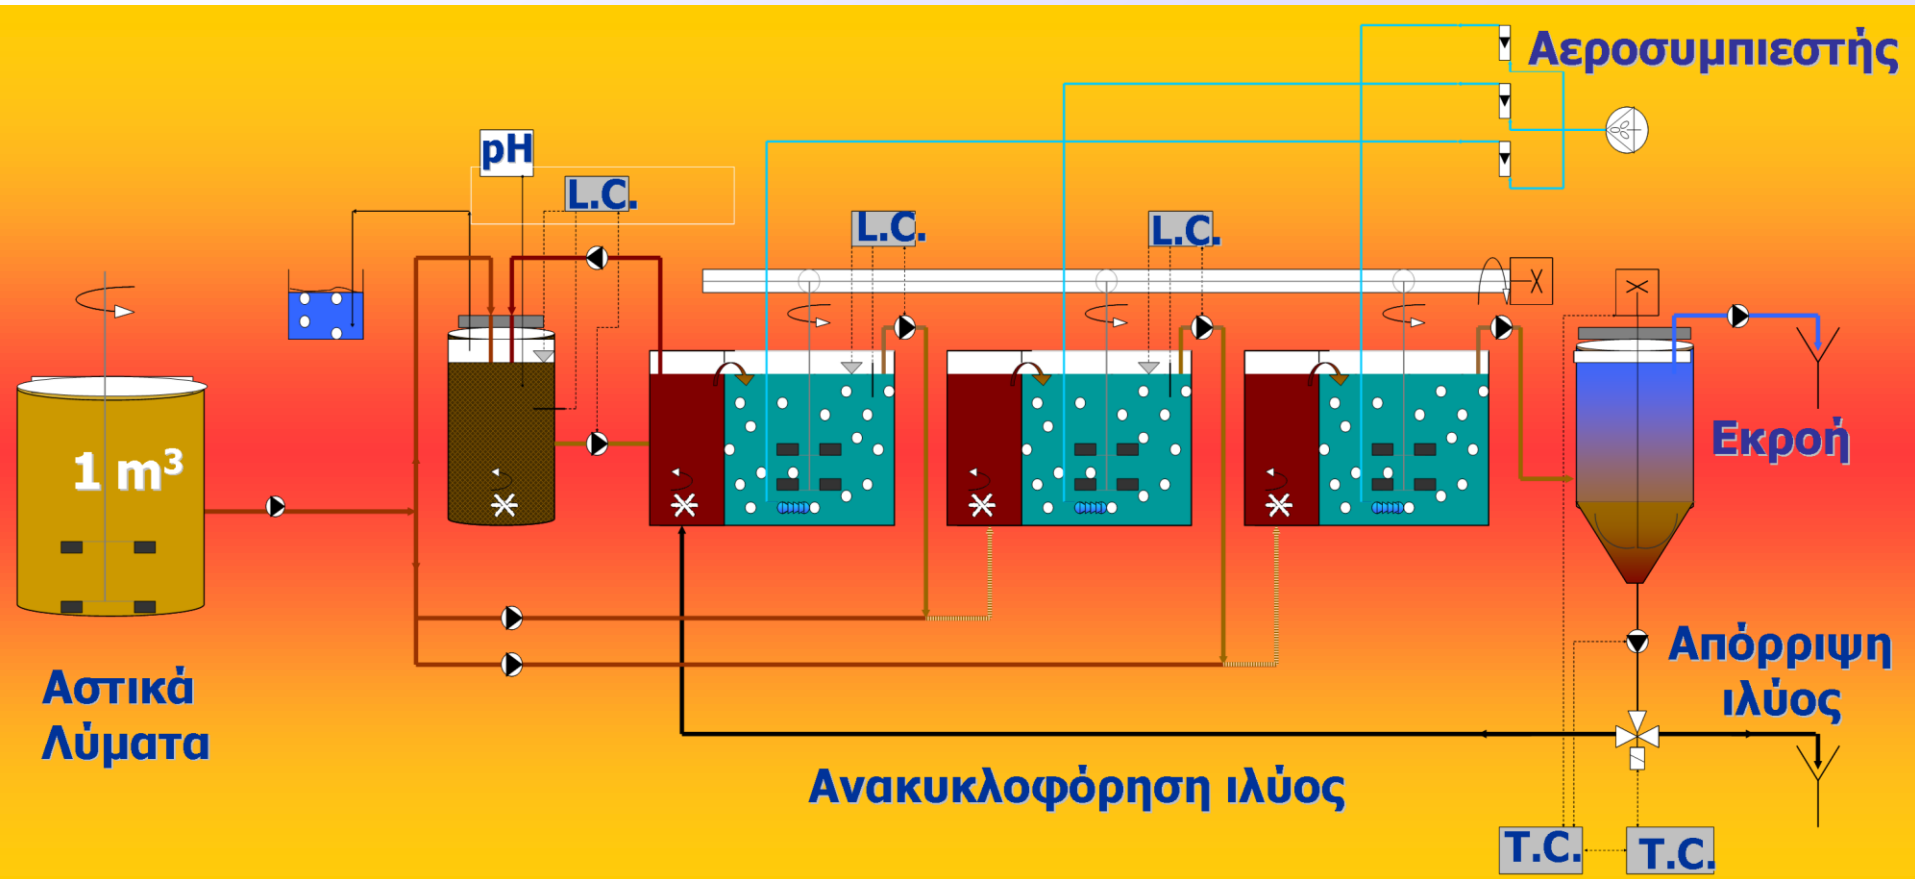 Αεροσυμπιεστής
pH
L.C.
L.C.
L.C.
1 m³
Εκροή
Αστικά
Λύματα
Απόρριψη
ιλύος
Ανακυκλοφόρηση ιλύος
T.C.
T.C.